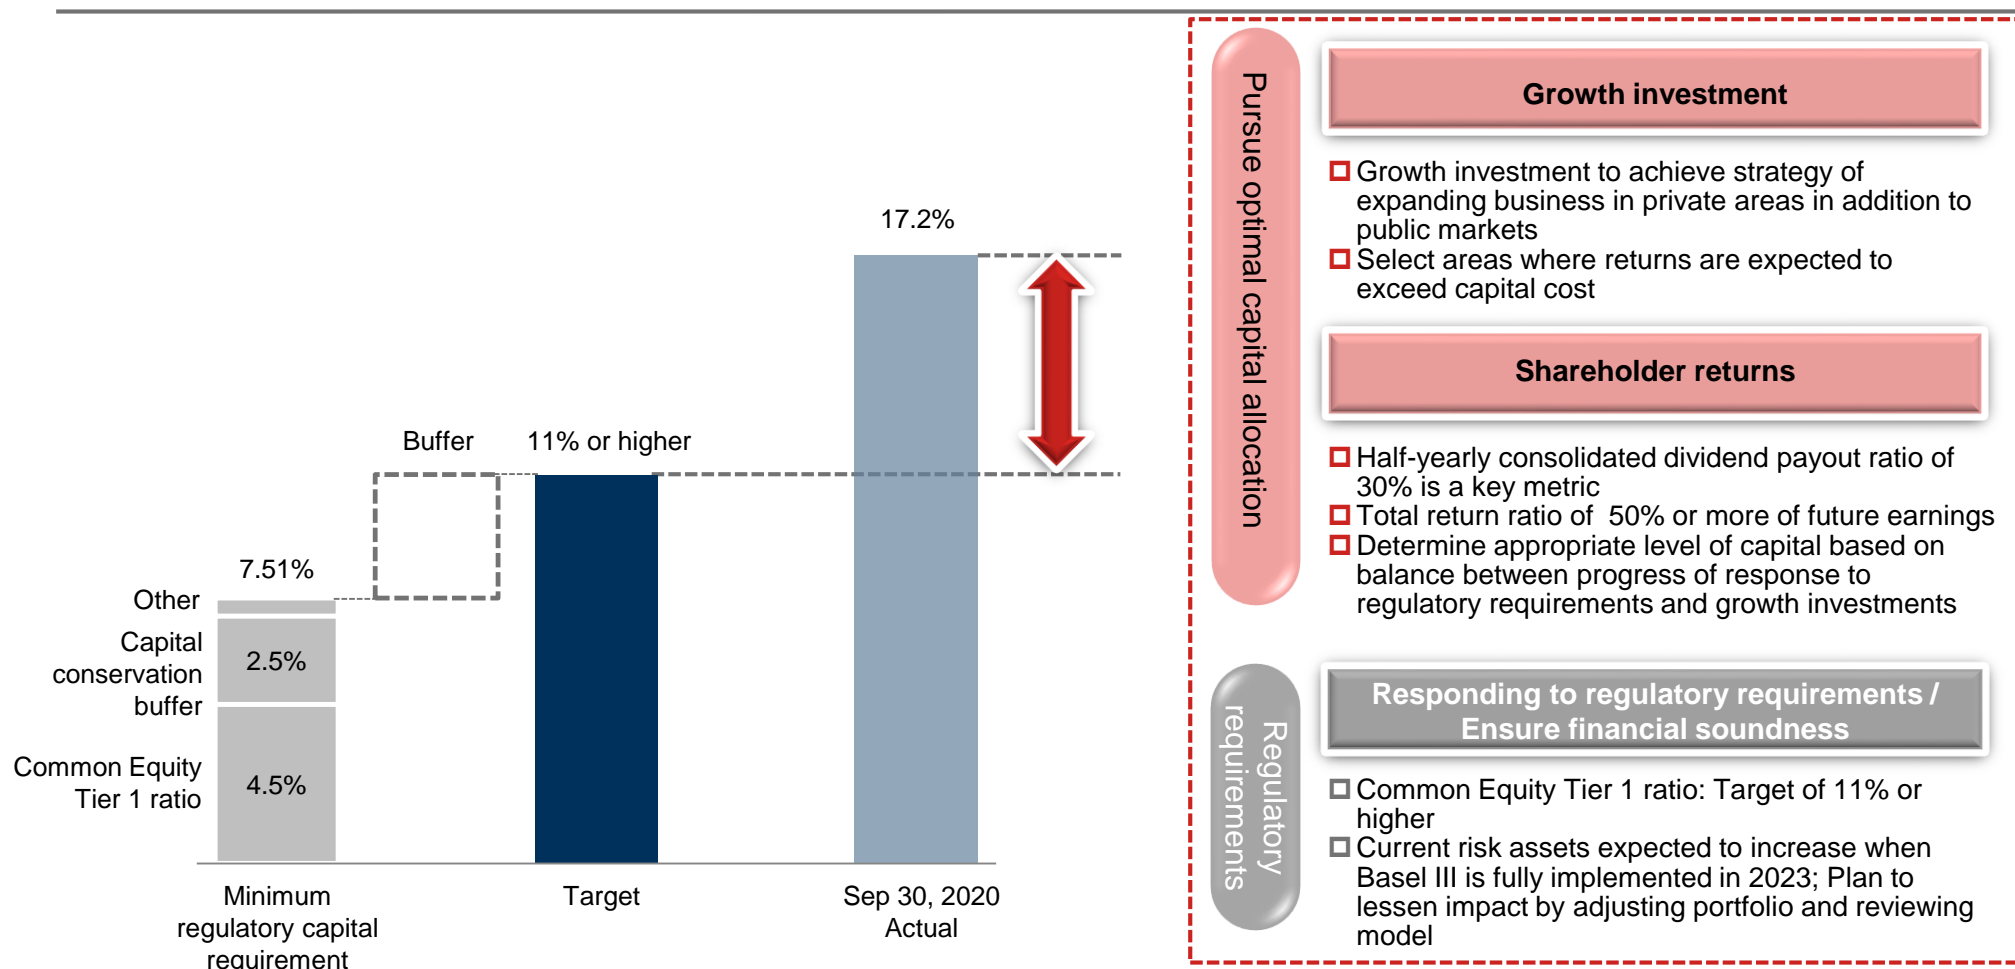 17.2%
Buffer
11% or higher
7.51%
Other
Capital
conservation
buffer
2.5%
Common Equity
Tier 1 ratio
4.5%
Minimum
regulatory capital
requirement
Target
Sep 30, 2020
Actual
Pursue optimal capital allocation
Growth investment
Growth investment to achieve strategy of
expanding business in private areas in addition to
public markets
Select areas where returns are expected to
exceed capital cost
Shareholder returns
Half-yearly consolidated dividend payout ratio of
30% is a key metric
Total return ratio of  50% or more of future earnings
Determine appropriate level of capital based on
balance between progress of response to
regulatory requirements and growth investments
Regulatory
requirements
Responding to regulatory requirements /
Ensure financial soundness
Common Equity Tier 1 ratio: Target of 11% or
higher
Current risk assets expected to increase when
Basel III is fully implemented in 2023; Plan to
lessen impact by adjusting portfolio and reviewing
model